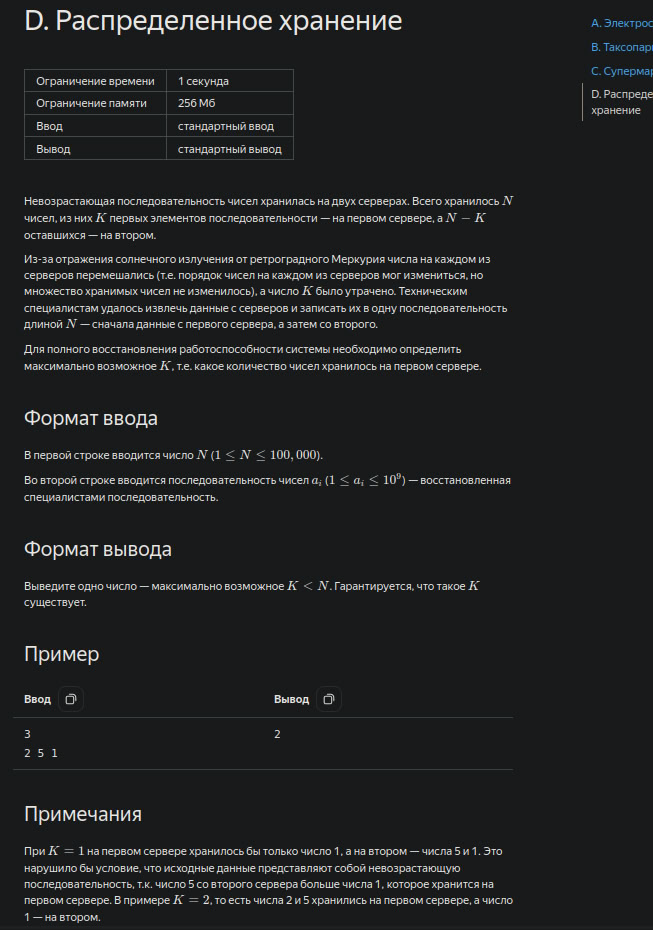 D. Распределенное хранение
А. Электрос
В. Таксопарк
С. Супермар
D. Распреде
хранение
Ограничение времени 1 секунда
Ограничение памяти 256 Мб
Ввод стандартный ввод
Вывод стандартный вывод
Невозрастающая последовательность чисел хранилась на двух серверах. Всего хранилось N
чисел, из них K первых элементов последовательности — на первом сервере, а N − K
оставшихся — на втором.
Из-за отражения солнечного излучения от ретроградного Меркурия числа на каждом из
серверов перемешались (т.е. порядок чисел на каждом из серверов мог измениться, но
множество хранимых чисел не изменилось), а число K было утрачено. Техническим
специалистам удалось извлечь данные с серверов и записать их в одну последовательность
длиной N — сначала данные с первого сервера, а затем со второго.
Для полного восстановления работоспособности системы необходимо определить
максимально возможное K, т.е. какое количество чисел хранилось на первом сервере.
Формат ввода
В первой строке вводится число N (1 ≤ N ≤ 100, 000).
Во второй строке вводится последовательность чисел aᵢ (1 ≤ aᵢ ≤ 10⁹) — восстановленная
специалистами последовательность.
Формат вывода
Выведите одно число — максимально возможное K < N. Гарантируется, что такое K
существует.
Пример
Ввод Вывод
3 2
2 5 1
Примечания
При K = 1 на первом сервере хранилось бы только число 1, а на втором — числа 5 и 1. Это
нарушило бы условие, что исходные данные представляют собой невозрастающую
последовательность, т.к. число 5 со второго сервера больше числа 1, которое хранится на
первом сервере. В примере K = 2, то есть числа 2 и 5 хранились на первом сервере, а число
1 — на втором.